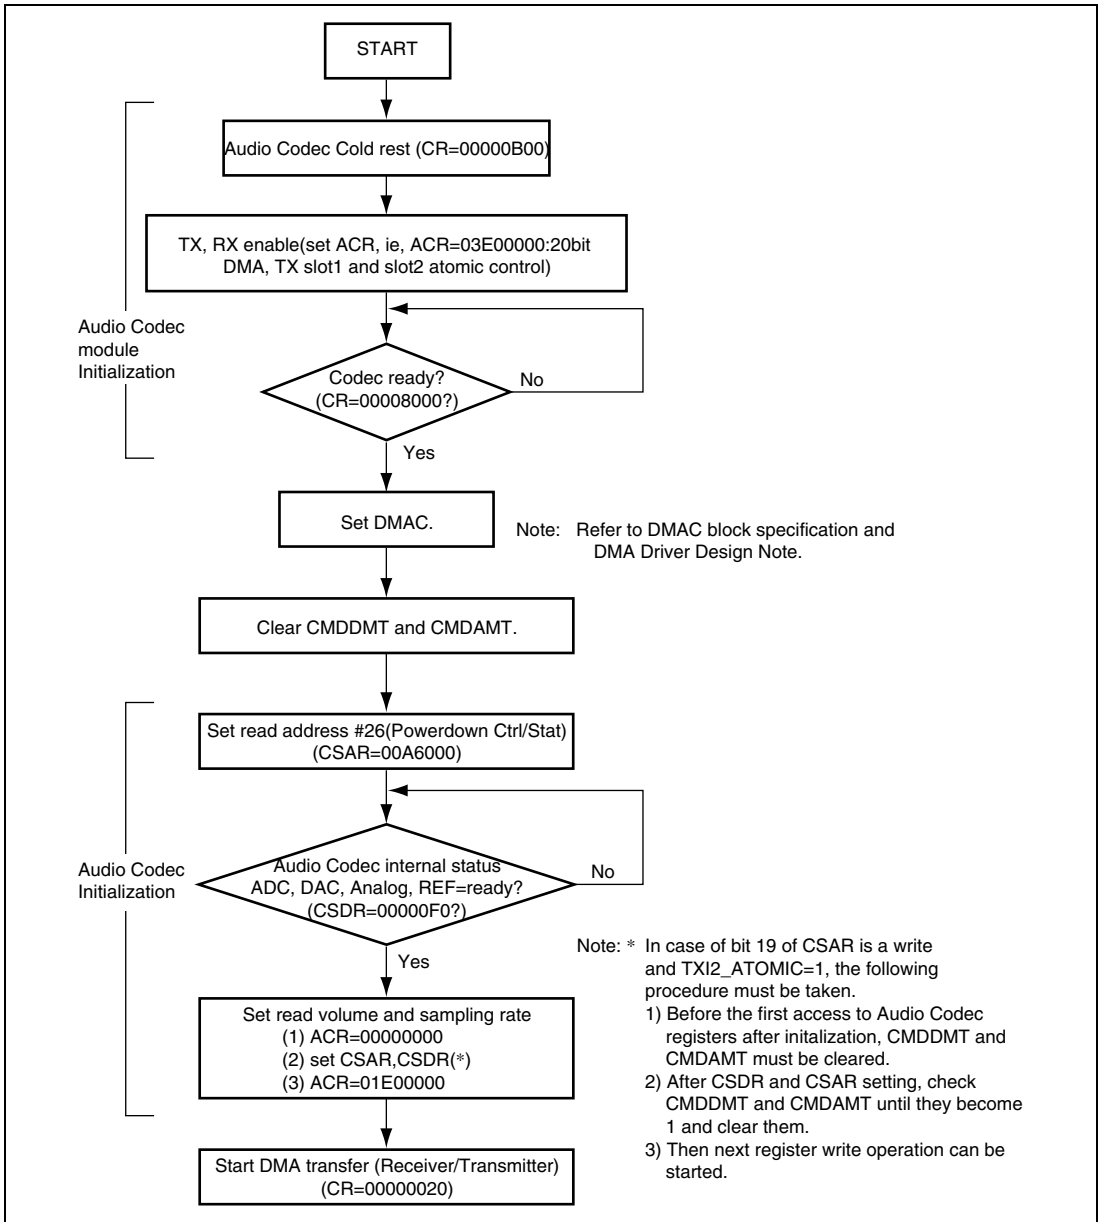 START
Audio Codec Cold rest (CR=00000B00)
TX, RX enable(set ACR, ie, ACR=03E00000:20bit
DMA, TX slot1 and slot2 atomic control)
Audio Codec
module
Initialization
Codec ready?
(CR=00008000?)
No
Yes
Set DMAC.
Note: Refer to DMAC block specification and
DMA Driver Design Note.
Clear CMDDMT and CMDAMT.
Set read address #26(Powerdown Ctrl/Stat)
(CSAR=00A6000)
Audio Codec
Initialization
Audio Codec internal status
ADC, DAC, Analog, REF=ready?
(CSDR=00000F0?)
No
Yes
Set read volume and sampling rate
(1) ACR=00000000
(2) set CSAR,CSDR(*)
(3) ACR=01E00000
Note: * In case of bit 19 of CSAR is a write
and TXI2_ATOMIC=1, the following
procedure must be taken.
1) Before the first access to Audio Codec
registers after initalization, CMDDMT and
CMDAMT must be cleared.
2) After CSDR and CSAR setting, check
CMDDMT and CMDAMT until they become
1 and clear them.
3) Then next register write operation can be
started.
Start DMA transfer (Receiver/Transmitter)
(CR=00000020)